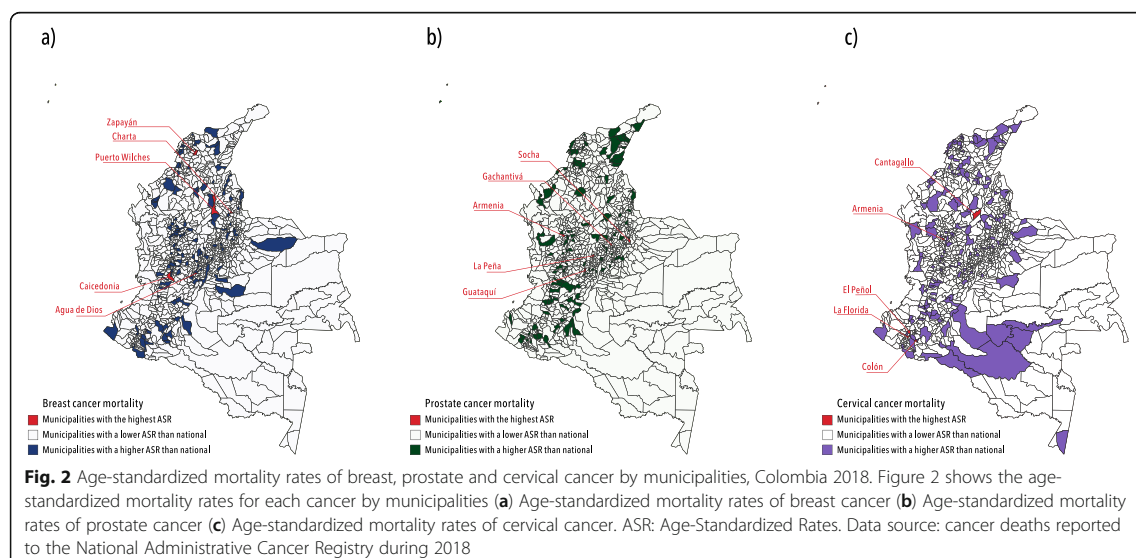 a)
b)
c)
Zapayán
Charta
Puerto Wilches
Caicedonia
Agua de Dios
Breast cancer mortality
Municipalities with the highest ASR
Municipalities with a lower ASR than national
Municipalities with a higher ASR than national
Socha
Gachantivá
Armenia
La Peña
Guataquí
Prostate cancer mortality
Municipalities with the highest ASR
Municipalities with a lower ASR than national
Municipalities with a higher ASR than national
Cantagallo
Armenia
El Peñol
La Florida
Colón
Cervical cancer mortality
Municipalities with the highest ASR
Municipalities with a lower ASR than national
Municipalities with a higher ASR than national
Fig. 2 Age-standardized mortality rates of breast, prostate and cervical cancer by municipalities, Colombia 2018. Figure 2 shows the age-
standardized mortality rates for each cancer by municipalities (a) Age-standardized mortality rates of breast cancer (b) Age-standardized mortality
rates of prostate cancer (c) Age-standardized mortality rates of cervical cancer. ASR: Age-Standardized Rates. Data source: cancer deaths reported
to the National Administrative Cancer Registry during 2018